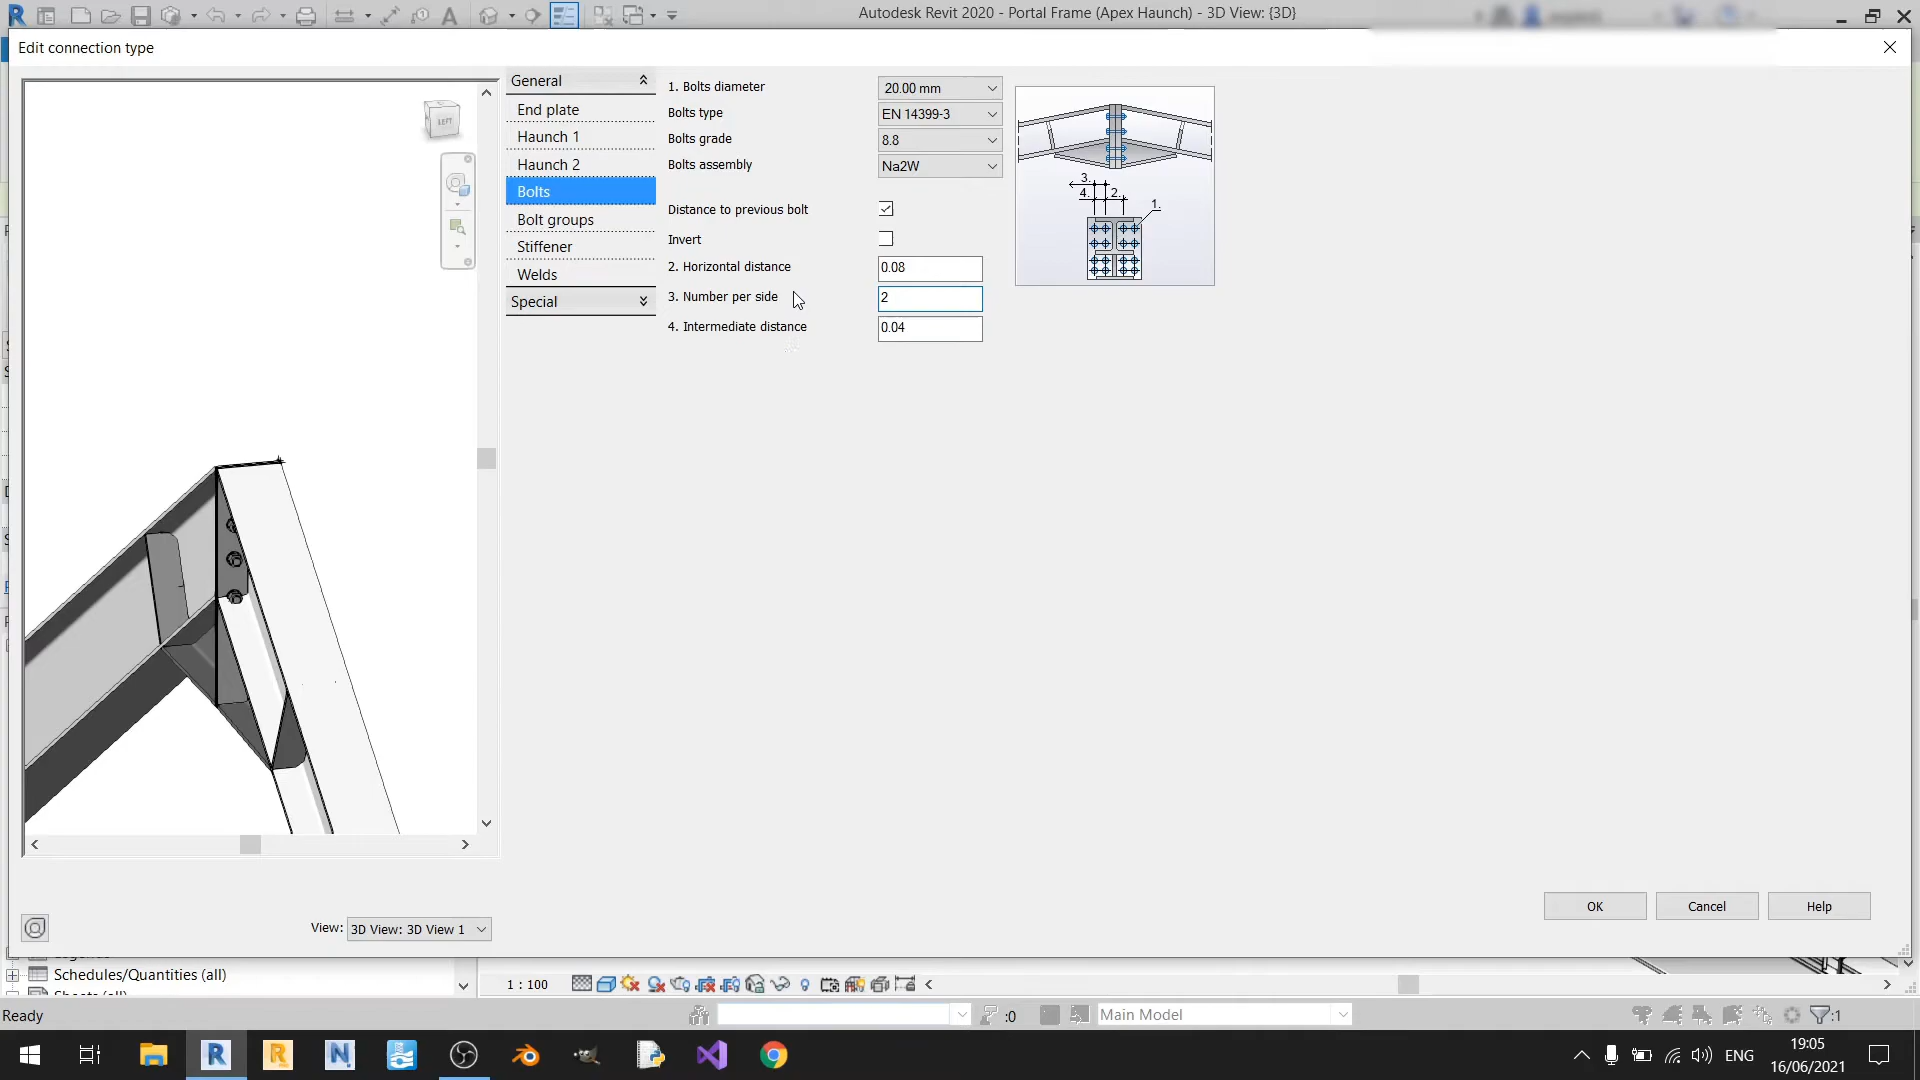 Autodesk Revit 2020 - Portal Frame (Apex Haunch) - 3D View: {3D}
Edit connection type
LEFT
General
End plate
Haunch 1
Haunch 2
Bolts
Bolt groups
Stiffener
Welds
Special
1. Bolts diameter
20.00 mm
Bolts type
EN 14399-3
Bolts grade
8.8
Bolts assembly
Na2W
Distance to previous bolt
Invert
2. Horizontal distance
0.08
3. Number per side
2
4. Intermediate distance
0.04
3.
4.
2.
1.
OK
Cancel
Help
View:
3D View: 3D View 1
Schedules/Quantities (all)
Sheets (all)
1 : 100
Ready
:0
Main Model
:1
ENG
19:05
16/06/2021